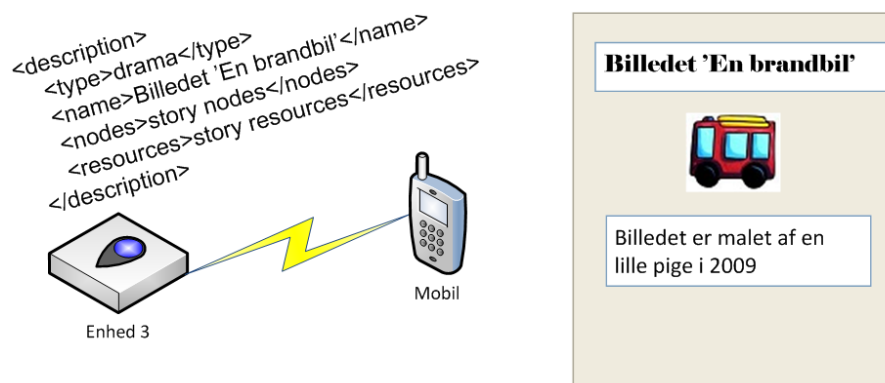 <description>
<type>drama</type>
<name>Billedet ’En brandbil’</name>
<nodes>story nodes</nodes>
<resources>story resources</resources>
</description>
Enhed 3
Mobil
Billedet ’En brandbil’
Billedet er malet af en
lille pige i 2009